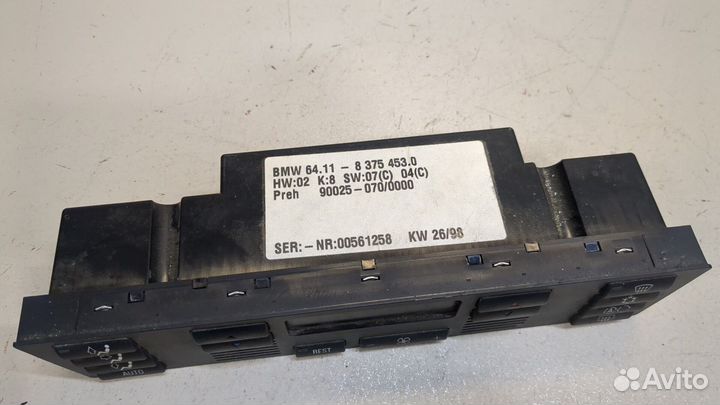 BMW 64.11 - 8 375 453.0
HW:02 K:8 SW:07(C) 04(C)
Preh 90025-070/0000
SER:-NR:00561258 KW 26/98
REST
AUTO
Avito